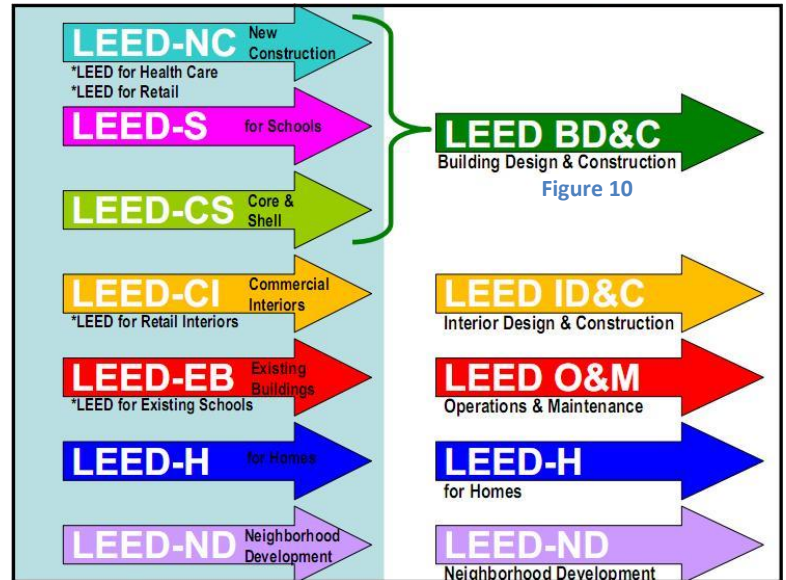 LEED-NC New
Construction
*LEED for Health Care
*LEED for Retail
LEED-S for Schools
LEED-CS Core &
Shell
LEED BD&C
Building Design & Construction
Figure 10
LEED-CI Commercial
Interiors
*LEED for Retail Interiors
LEED ID&C
Interior Design & Construction
LEED-EB Existing
Buildings
*LEED for Existing Schools
LEED O&M
Operations & Maintenance
LEED-H for Homes
LEED-H
for Homes
LEED-ND Neighborhood
Development
LEED-ND
Neighborhood Development